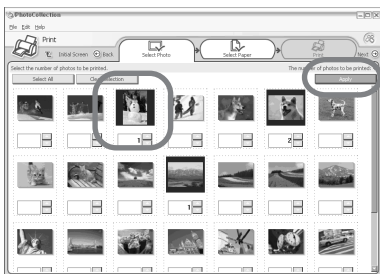 PhotoCollection
File Edit Help
Print
Initial Screen Back Select Photo Select Paper Print Next
Select the number of photos to be printed. The number of photos to be printed:
Select All Clear Selection Apply
1 2
1